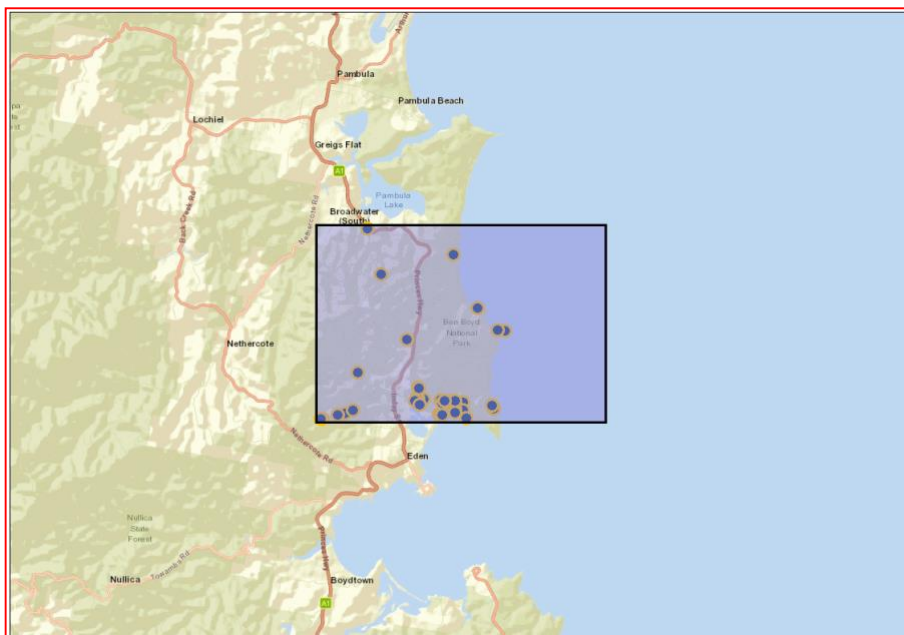 Pambula
Pambula Beach
Lochiel
Greigs Flat
A1
Back Creek Rd
Nethercote Rd
Pambula
Lake
Broadwater
(South)
Princes Hwy
Ben Boyd
National
Park
Nethercote
Nethercote Rd
Eden
Nullica
State
Forest
Princes Hwy
Towamba Rd
Nullica
Boydtown
A1